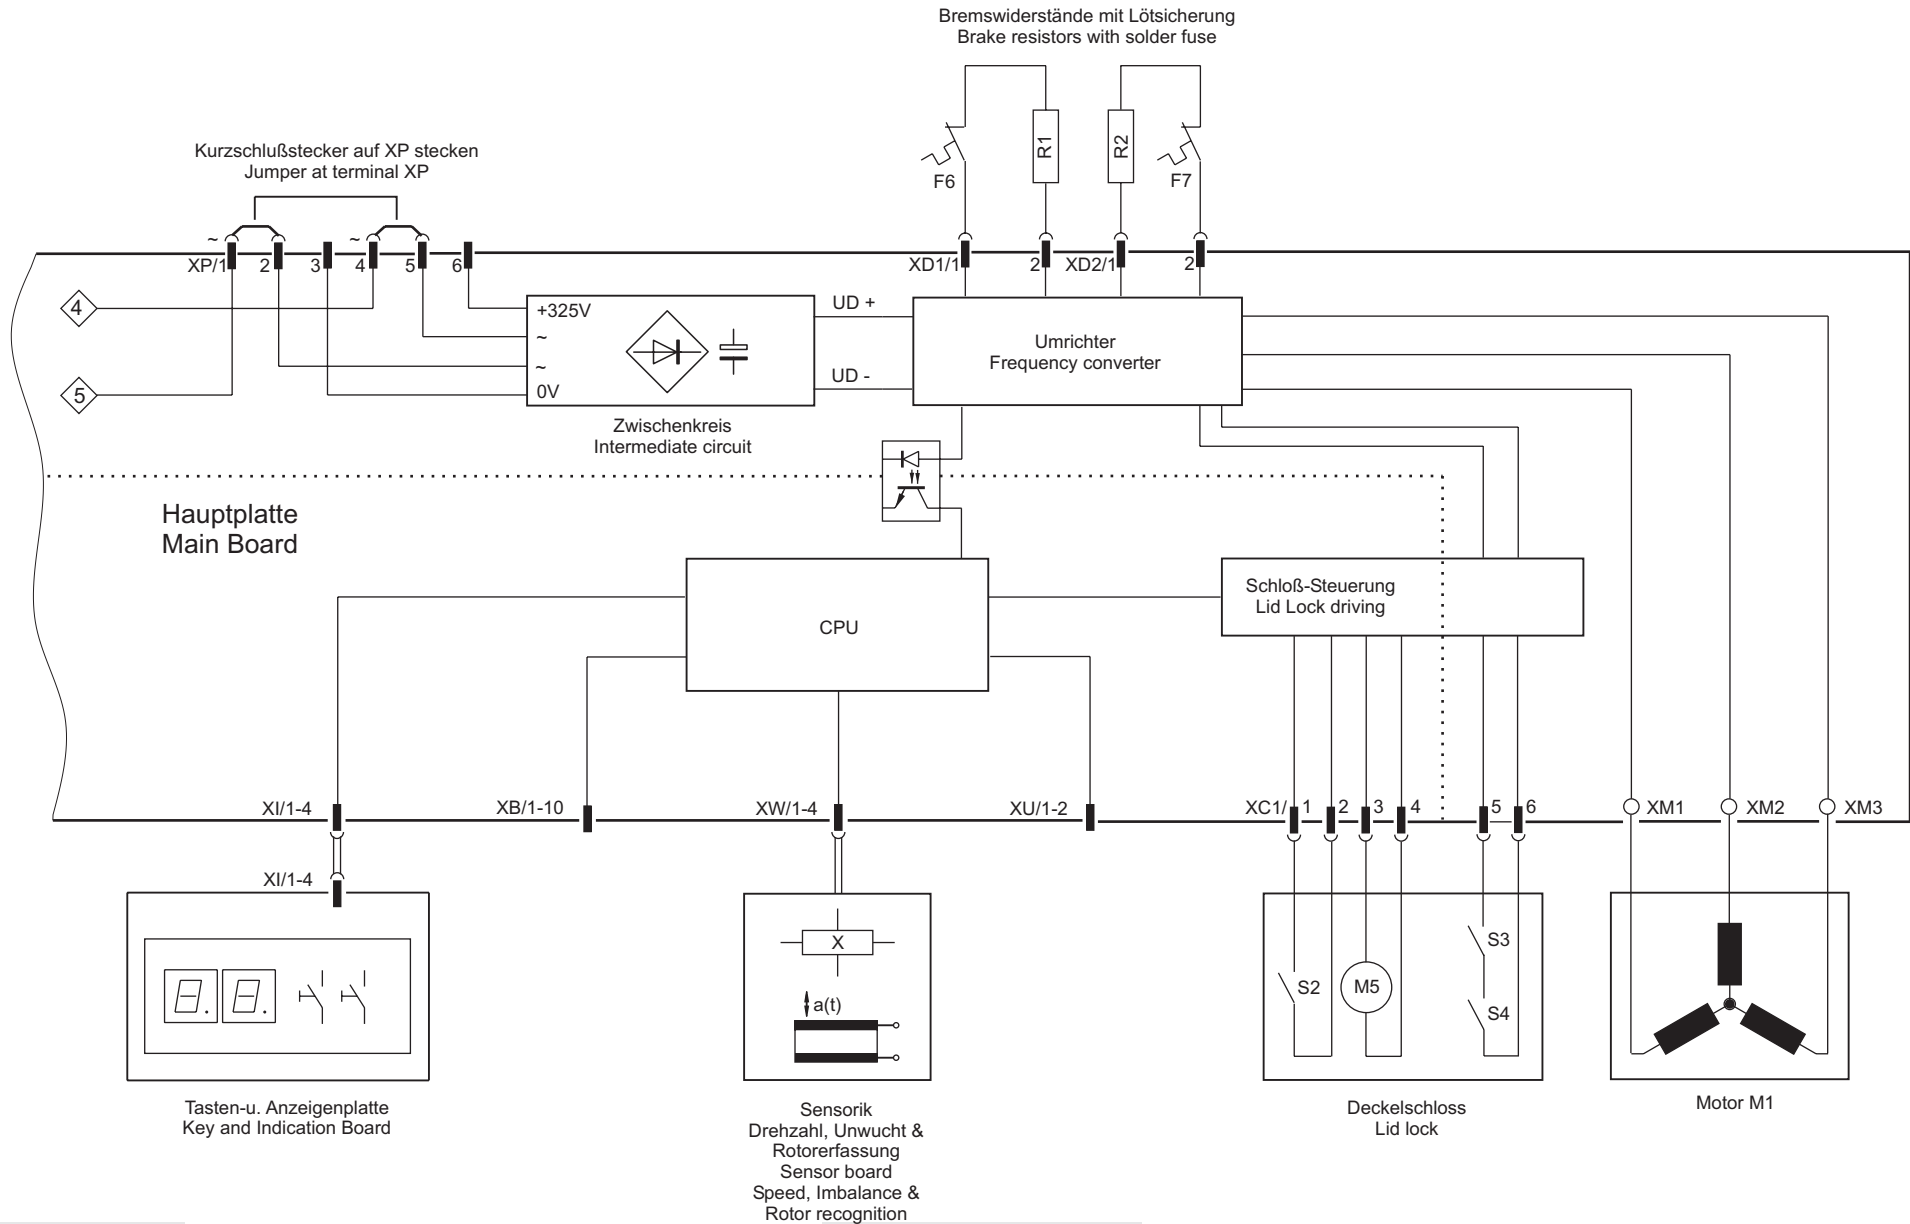 Bremswiderstände mit Lötsicherung
Brake resistors with solder fuse
Kurzschlußstecker auf XP stecken
Jumper at terminal XP
F6
R1
R2
F7
~
~
XP/1
2
3
4
5
6
XD1/1
2
XD2/1
2
4
5
+325V
~
~
0V
UD +
UD -
Umrichter
Frequency converter
Zwischenkreis
Intermediate circuit
Hauptplatte
Main Board
CPU
Schloß-Steuerung
Lid Lock driving
XI/1-4
XB/1-10
XW/1-4
XU/1-2
XC1/
1
2
3
4
5
6
XM1
XM2
XM3
XI/1-4
8.
8.
X
a(t)
S2
M5
S3
S4
Tasten-u. Anzeigenplatte
Key and Indication Board
Sensorik
Drehzahl, Unwucht &
Rotorerfassung
Sensor board
Speed, Imbalance &
Rotor recognition
Deckelschloss
Lid lock
Motor M1